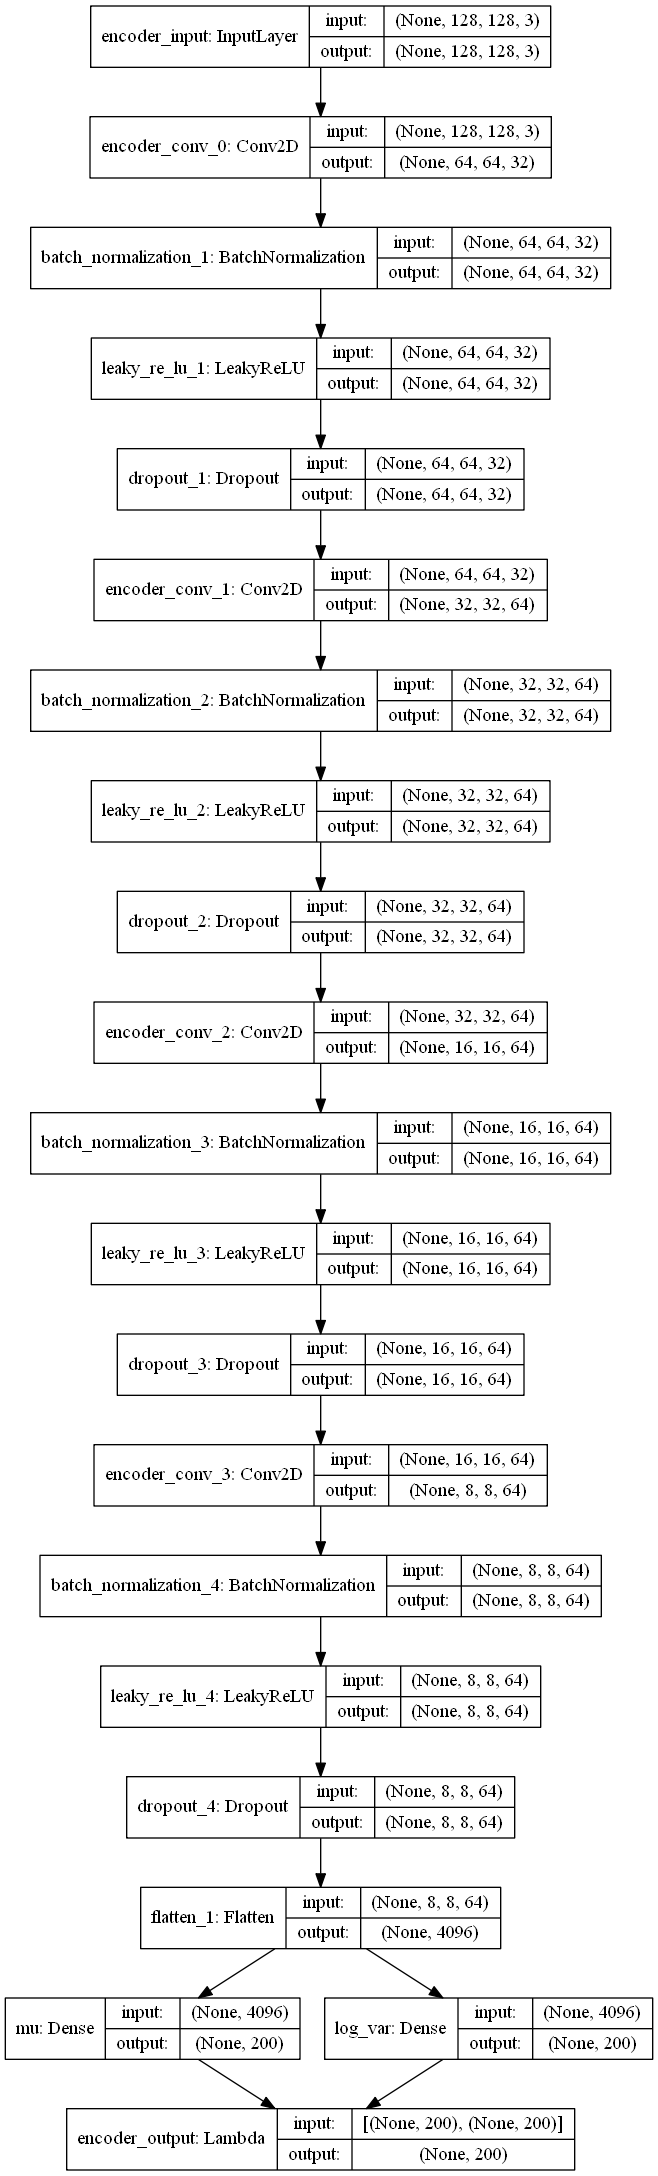 encoder_input: InputLayer
input: (None, 128, 128, 3)
output: (None, 128, 128, 3)
encoder_conv_0: Conv2D
input: (None, 128, 128, 3)
output: (None, 64, 64, 32)
batch_normalization_1: BatchNormalization
input: (None, 64, 64, 32)
output: (None, 64, 64, 32)
leaky_re_lu_1: LeakyReLU
input: (None, 64, 64, 32)
output: (None, 64, 64, 32)
dropout_1: Dropout
input: (None, 64, 64, 32)
output: (None, 64, 64, 32)
encoder_conv_1: Conv2D
input: (None, 64, 64, 32)
output: (None, 32, 32, 64)
batch_normalization_2: BatchNormalization
input: (None, 32, 32, 64)
output: (None, 32, 32, 64)
leaky_re_lu_2: LeakyReLU
input: (None, 32, 32, 64)
output: (None, 32, 32, 64)
dropout_2: Dropout
input: (None, 32, 32, 64)
output: (None, 32, 32, 64)
encoder_conv_2: Conv2D
input: (None, 32, 32, 64)
output: (None, 16, 16, 64)
batch_normalization_3: BatchNormalization
input: (None, 16, 16, 64)
output: (None, 16, 16, 64)
leaky_re_lu_3: LeakyReLU
input: (None, 16, 16, 64)
output: (None, 16, 16, 64)
dropout_3: Dropout
input: (None, 16, 16, 64)
output: (None, 16, 16, 64)
encoder_conv_3: Conv2D
input: (None, 16, 16, 64)
output: (None, 8, 8, 64)
batch_normalization_4: BatchNormalization
input: (None, 8, 8, 64)
output: (None, 8, 8, 64)
leaky_re_lu_4: LeakyReLU
input: (None, 8, 8, 64)
output: (None, 8, 8, 64)
dropout_4: Dropout
input: (None, 8, 8, 64)
output: (None, 8, 8, 64)
flatten_1: Flatten
input: (None, 8, 8, 64)
output: (None, 4096)
mu: Dense
input: (None, 4096)
output: (None, 200)
log_var: Dense
input: (None, 4096)
output: (None, 200)
encoder_output: Lambda
input: [(None, 200), (None, 200)]
output: (None, 200)